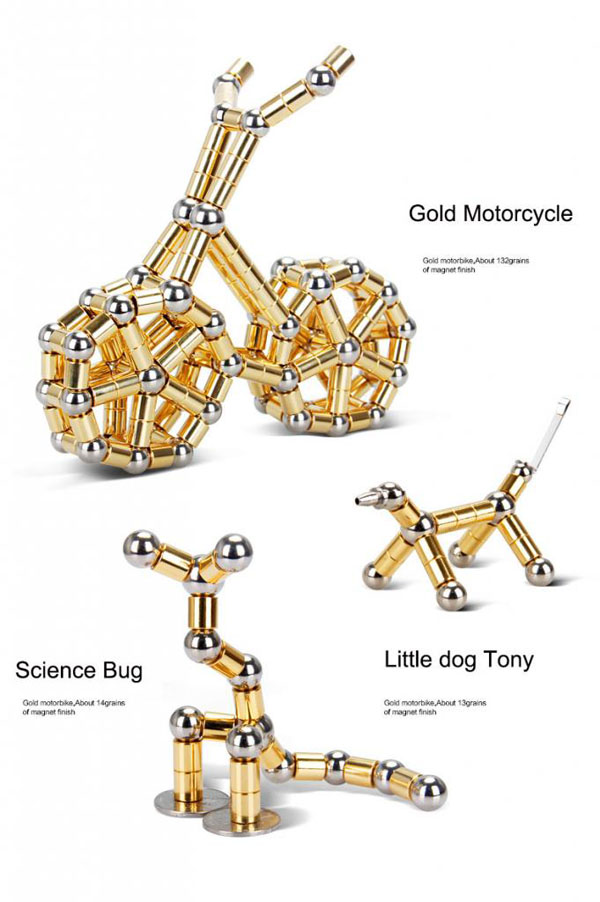 Gold Motorcycle
Gold motorbike,About 132grains
of magnet finish
Science Bug
Gold motorbike,About 14grains
of magnet finish
Little dog Tony
Gold motorbike,About 13grains
of magnet finish